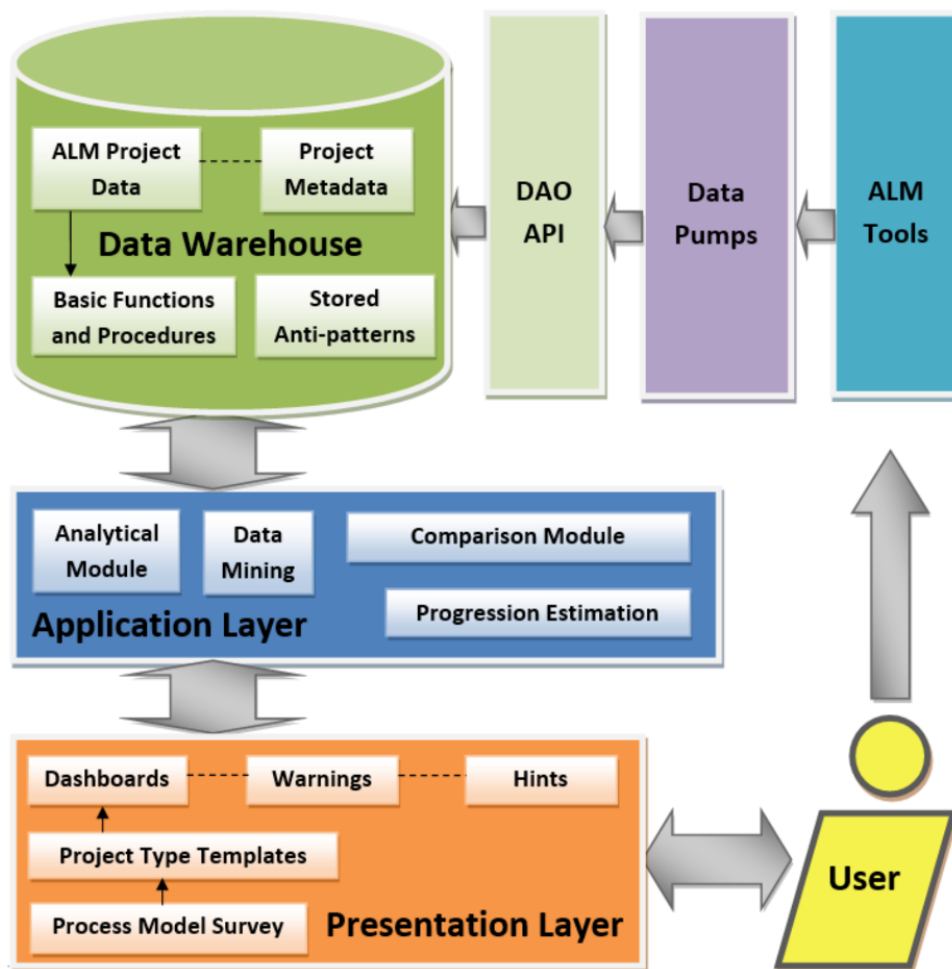 ALM Project
Data
Project
Metadata
Data Warehouse
Basic Functions
and Procedures
Stored
Anti-patterns
DAO
API
Data
Pumps
ALM
Tools
Analytical
Module
Data
Mining
Comparison Module
Progression Estimation
Application Layer
Dashboards
Warnings
Hints
Project Type Templates
Process Model Survey
Presentation Layer
User